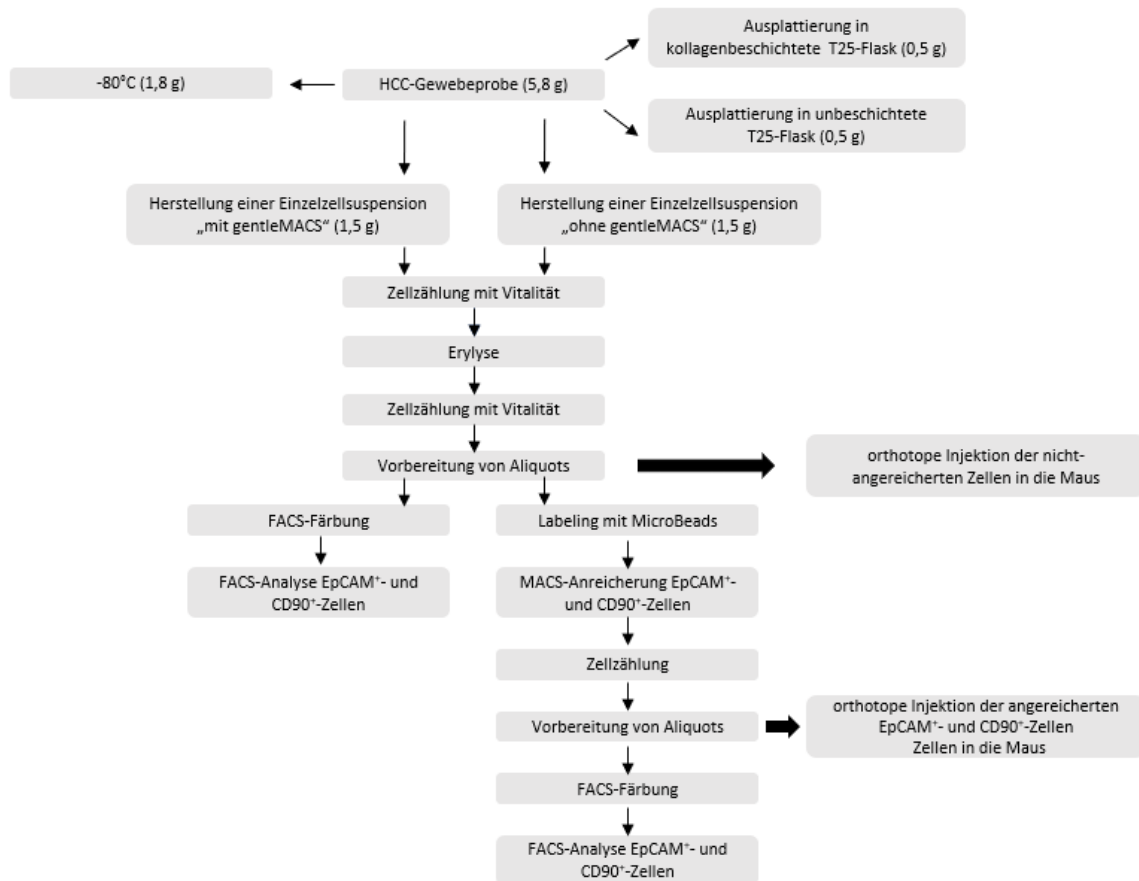 Ausplattierung in
kollagenbeschichtete T25-Flask (0,5 g)
-80°C (1,8 g)
HCC-Gewebeprobe (5,8 g)
Ausplattierung in unbeschichtete
T25-Flask (0,5 g)
Herstellung einer Einzelzellsuspension
„mit gentleMACS“ (1,5 g)
Herstellung einer Einzelzellsuspension
„ohne gentleMACS“ (1,5 g)
Zellzählung mit Vitalität
Erylyse
Zellzählung mit Vitalität
Vorbereitung von Aliquots
orthotope Injektion der nicht-
angereicherten Zellen in die Maus
FACS-Färbung
Labeling mit MicroBeads
FACS-Analyse EpCAM⁺- und
CD90⁺-Zellen
MACS-Anreicherung EpCAM⁺-
und CD90⁺-Zellen
Zellzählung
Vorbereitung von Aliquots
orthotope Injektion der angereicherten
EpCAM⁺- und CD90⁺-Zellen
Zellen in die Maus
FACS-Färbung
FACS-Analyse EpCAM⁺- und
CD90⁺-Zellen